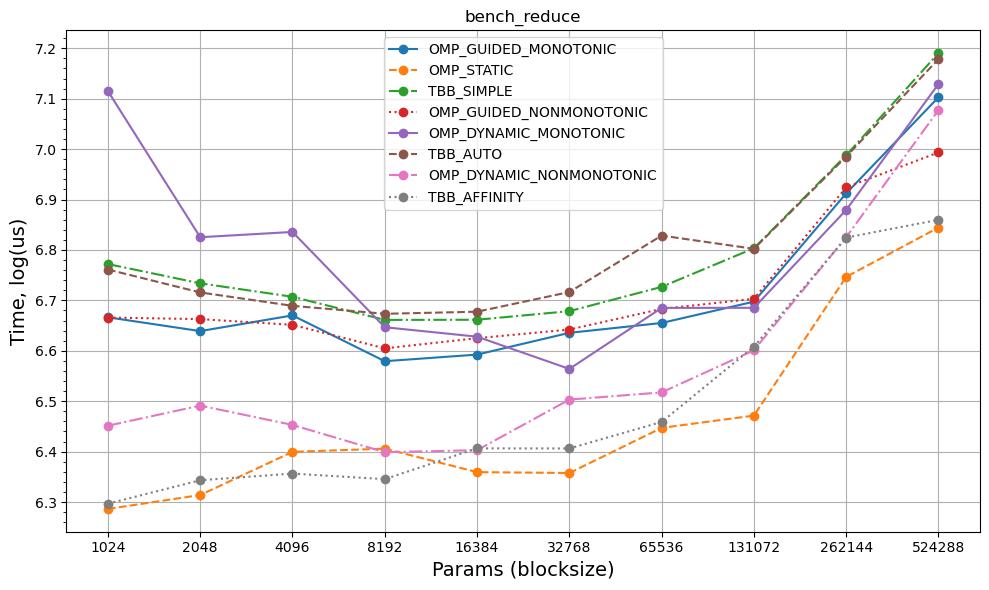 bench_reduce
Time, log(us)
7.2
7.1
7.0
6.9
6.8
6.7
6.6
6.5
6.4
6.3
OMP_GUIDED_MONOTONIC
OMP_STATIC
TBB_SIMPLE
OMP_GUIDED_NONMONOTONIC
OMP_DYNAMIC_MONOTONIC
TBB_AUTO
OMP_DYNAMIC_NONMONOTONIC
TBB_AFFINITY
1024 2048 4096 8192 16384 32768 65536 131072 262144 524288
Params (blocksize)